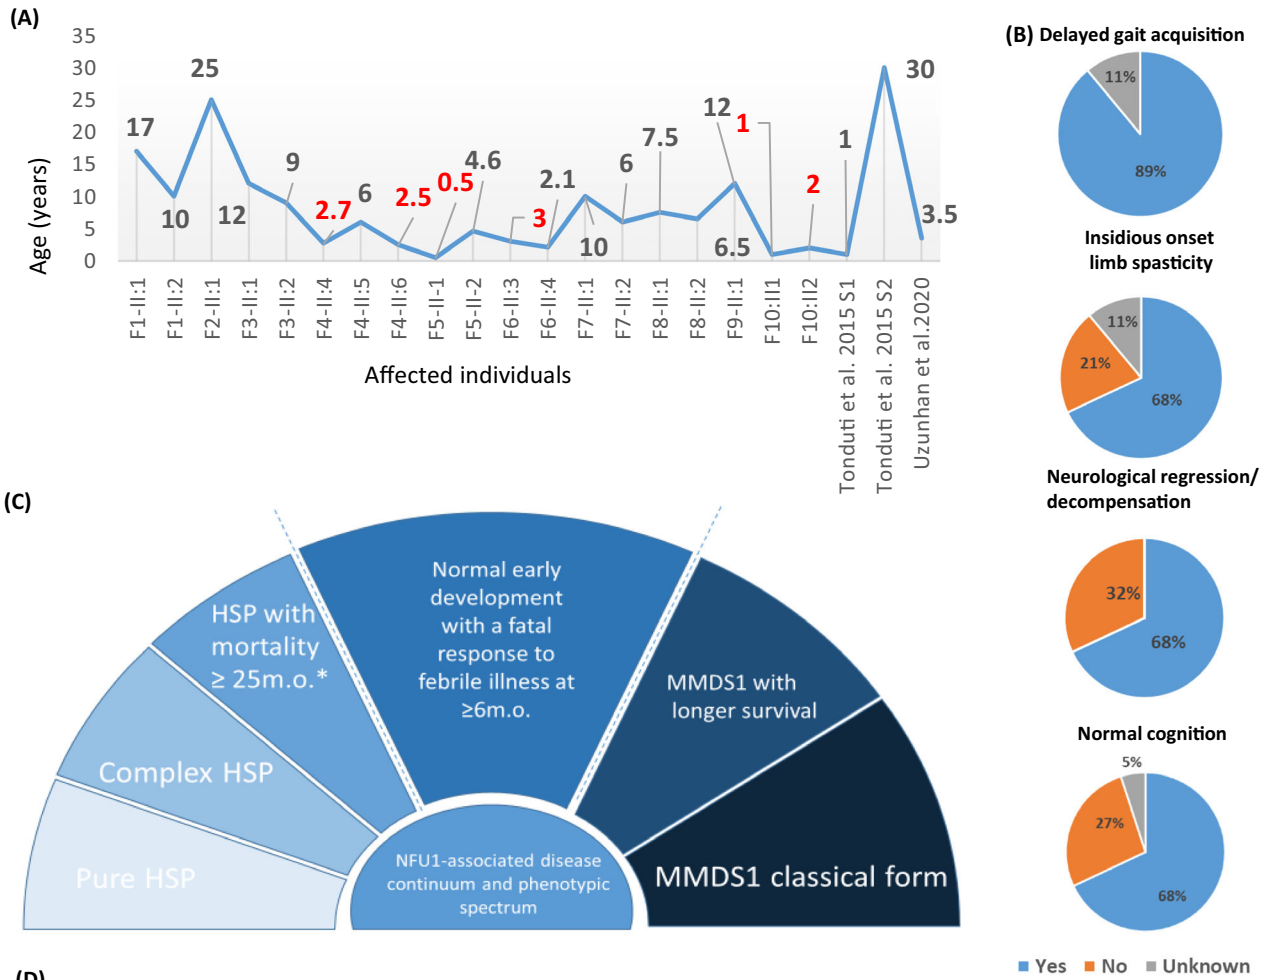 (A)
35
30
25
20
15
10
5
0
Age (years)
17
10
25
12
9
2.7
6
2.5
0.5
4.6
3
2.1
10
6
7.5
6.5
12
1
2
1
30
3.5
F1-II:1
F1-II:2
F2-II:1
F3-II:1
F3-II:2
F4-II:4
F4-II:5
F4-II:6
F5-II-1
F5-II-2
F6-II:3
F6-II:4
F7-II:1
F7-II:2
F8-II:1
F8-II:2
F9-II:1
F10:II1
F10:II2
Tonduti et al. 2015 S1
Tonduti et al. 2015 S2
Uzunhan et al.2020
Affected individuals
(B) Delayed gait acquisition
11%
89%
Insidious onset
limb spasticity
11%
21%
68%
Neurological regression/
decompensation
32%
68%
Normal cognition
5%
27%
68%
Yes No Unknown
(C)
Pure HSP
Complex HSP
HSP with
mortality
≥ 25m.o.*
Normal early
development
with a fatal
response to
febrile illness at
≥6m.o.
MMDS1 with
longer survival
MMDS1 classical form
NFU1-associated disease
continuum and phenotypic
spectrum
(D)